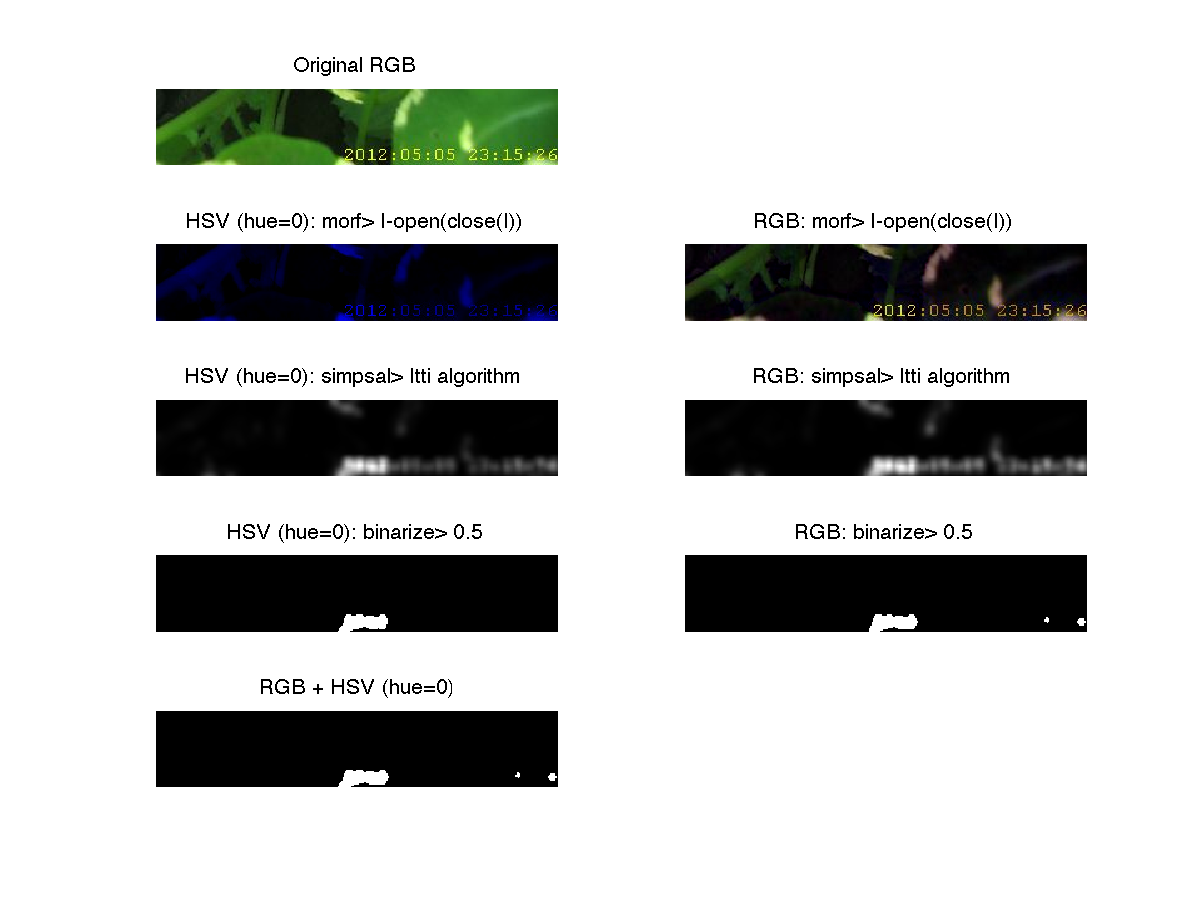 Original RGB
2012:05:05 23:15:26
HSV (hue=0): morf> I-open(close(I))
RGB: morf> I-open(close(I))
2012:05:05 23:15:26
2012:05:05 23:15:26
HSV (hue=0): simpsal> Itti algorithm
RGB: simpsal> Itti algorithm
HSV (hue=0): binarize> 0.5
RGB: binarize> 0.5
RGB + HSV (hue=0)